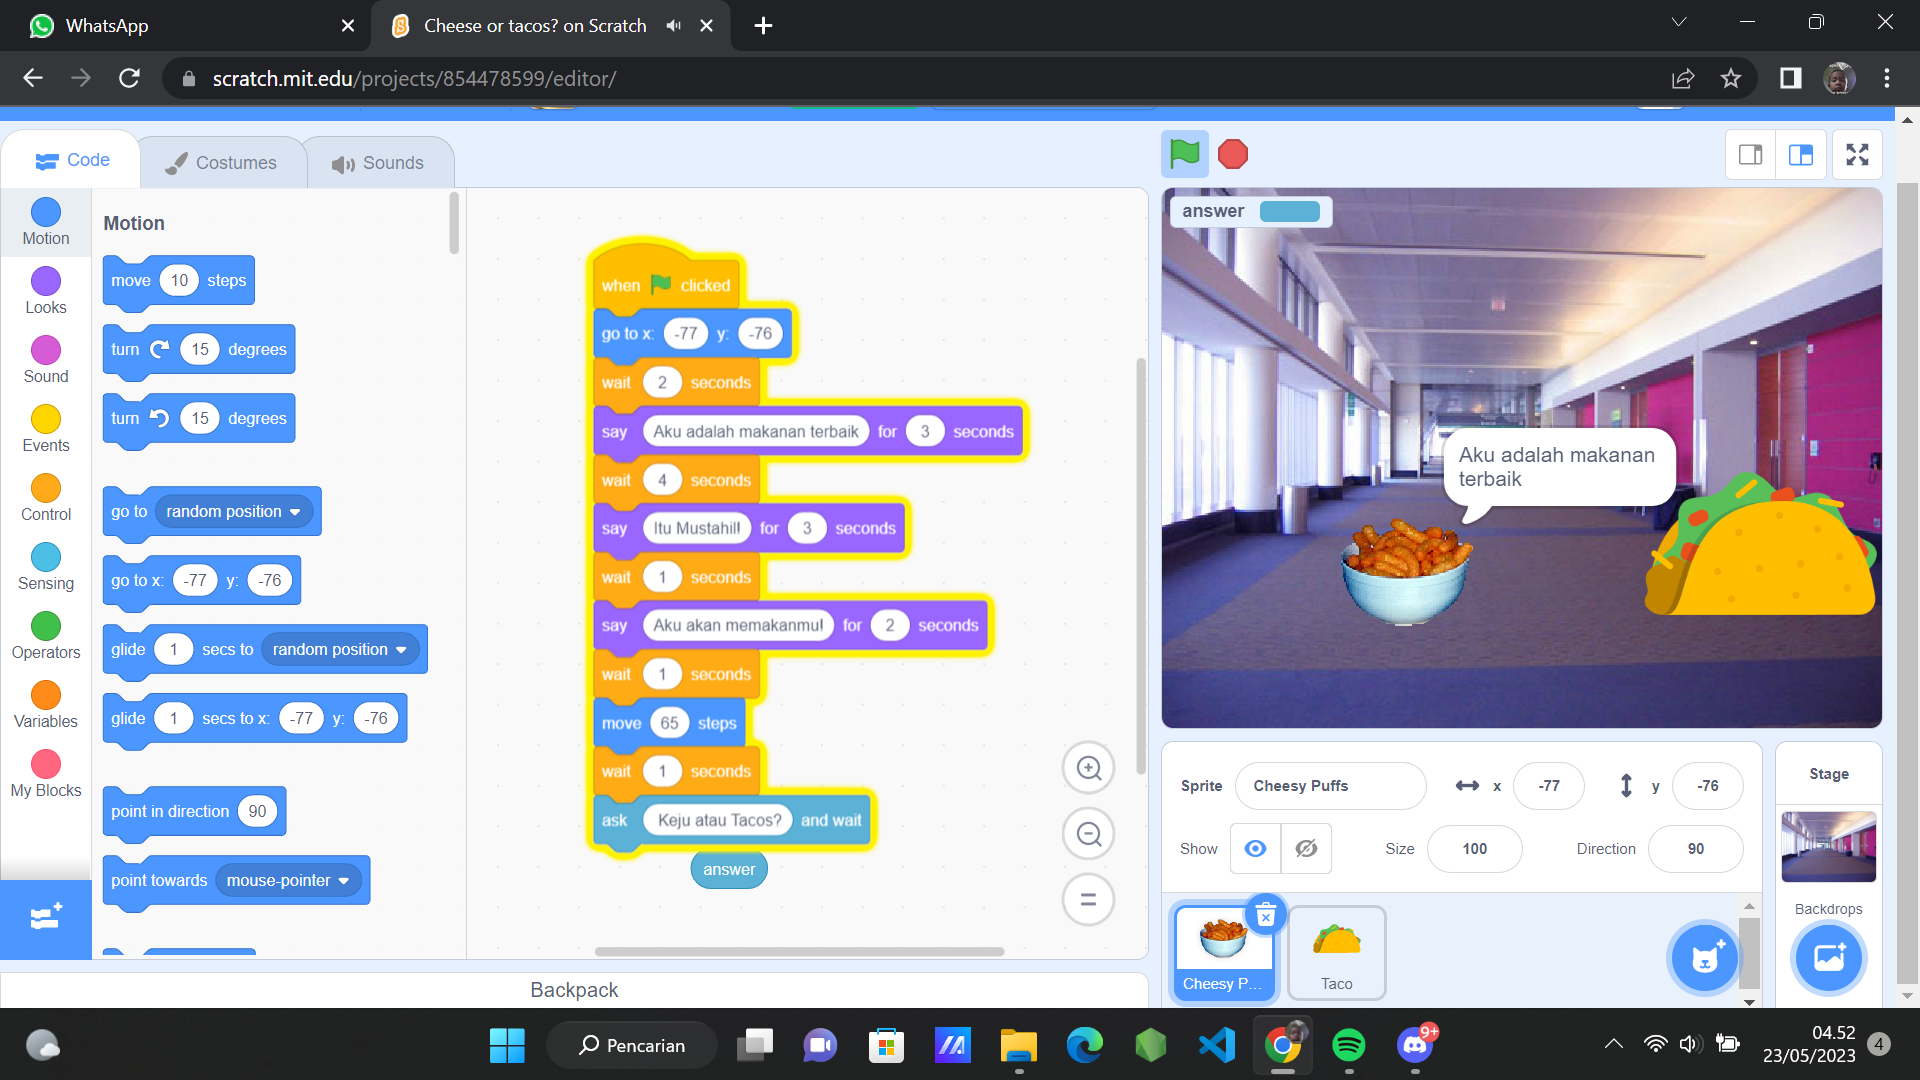 WhatsApp
Cheese or tacos? on Scratch
scratch.mit.edu/projects/854478599/editor/
Code
Costumes
Sounds
Motion
Looks
Sound
Events
Control
Sensing
Operators
Variables
My Blocks
Motion
move 10 steps
turn 15 degrees
turn 15 degrees
go to random position
go to x: -77 y: -76
glide 1 secs to random position
glide 1 secs to x: -77 y: -76
point in direction 90
point towards mouse-pointer
when clicked
go to x: -77 y: -76
wait 2 seconds
say Aku adalah makanan terbaik for 3 seconds
wait 4 seconds
say Itu Mustahil! for 3 seconds
wait 1 seconds
say Aku akan memakanmu! for 2 seconds
wait 1 seconds
move 65 steps
wait 1 seconds
ask Keju atau Tacos? and wait
answer
Backpack
answer
Aku adalah makanan
terbaik
Sprite Cheesy Puffs x -77 y -76
Show Size 100 Direction 90
Cheesy P...
Taco
Stage
Backdrops
Pencarian
9+
04.52
23/05/2023
4